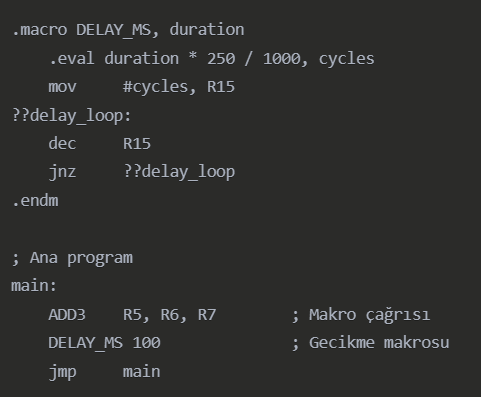 .macro DELAY_MS, duration
    .eval duration * 250 / 1000, cycles
    mov     #cycles, R15
??delay_loop:
    dec     R15
    jnz     ??delay_loop
.endm

; Ana program
main:
    ADD3    R5, R6, R7        ; Makro çağrısı
    DELAY_MS 100              ; Gecikme makrosu
    jmp     main